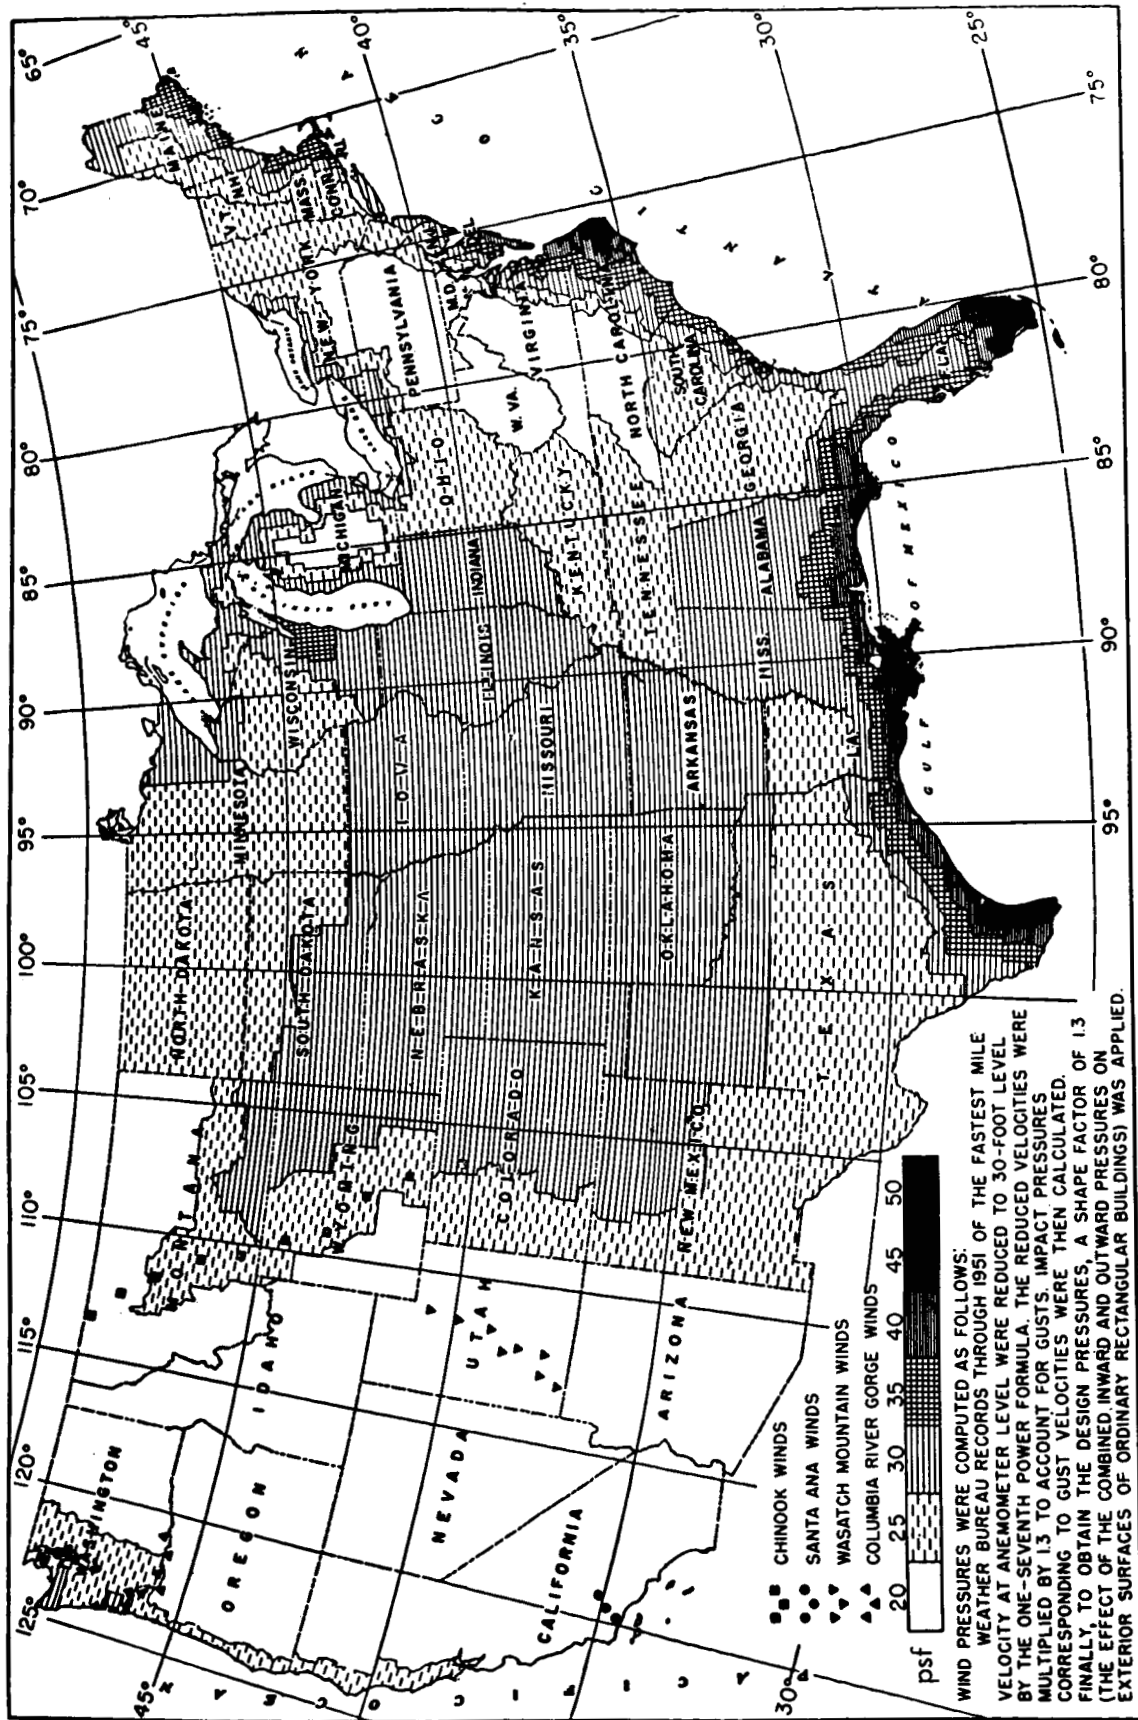 125°
120°
115°
110°
105°
100°
95°
90°
85°
80°
75°
70°
65°
45°
40°
35°
30°
25°
75°
80°
85°
90°
95°
45°
30°
WASHINGTON
OREGON
IDAHO
MONTANA
NORTH DAKOTA
MINNESOTA
WISCONSIN
MICHIGAN
NEW YORK
VT.
NH
MAINE
MASS.
CONN.
RI
SOUTH DAKOTA
WYOMING
NEVADA
UTAH
COLORADO
NEBRASKA
IOWA
ILLINOIS
INDIANA
OHIO
PENNSYLVANIA
MD.
DEL.
W. VA.
VIRGINIA
CALIFORNIA
ARIZONA
NEW MEXICO
KANSAS
MISSOURI
KENTUCKY
TENNESSEE
NORTH CAROLINA
SOUTH CAROLINA
OKLAHOMA
ARKANSAS
MISS.
ALABAMA
GEORGIA
TEXAS
LA.
FLA.
GULF OF MEXICO
CHINOOK WINDS
SANTA ANA WINDS
WASATCH MOUNTAIN WINDS
COLUMBIA RIVER GORGE WINDS
psf
20 25 30 35 40 45 50
WIND PRESSURES WERE COMPUTED AS FOLLOWS:
WEATHER BUREAU RECORDS THROUGH 1951 OF THE FASTEST MILE
VELOCITY AT ANEMOMETER LEVEL WERE REDUCED TO 30-FOOT LEVEL
BY THE ONE-SEVENTH POWER FORMULA. THE REDUCED VELOCITIES WERE
MULTIPLIED BY 1.3 TO ACCOUNT FOR GUSTS. IMPACT PRESSURES
CORRESPONDING TO GUST VELOCITIES WERE THEN CALCULATED.
FINALLY, TO OBTAIN THE DESIGN PRESSURES, A SHAPE FACTOR OF 1.3
(THE EFFECT OF THE COMBINED INWARD AND OUTWARD PRESSURES ON
EXTERIOR SURFACES OF ORDINARY RECTANGULAR BUILDINGS) WAS APPLIED.